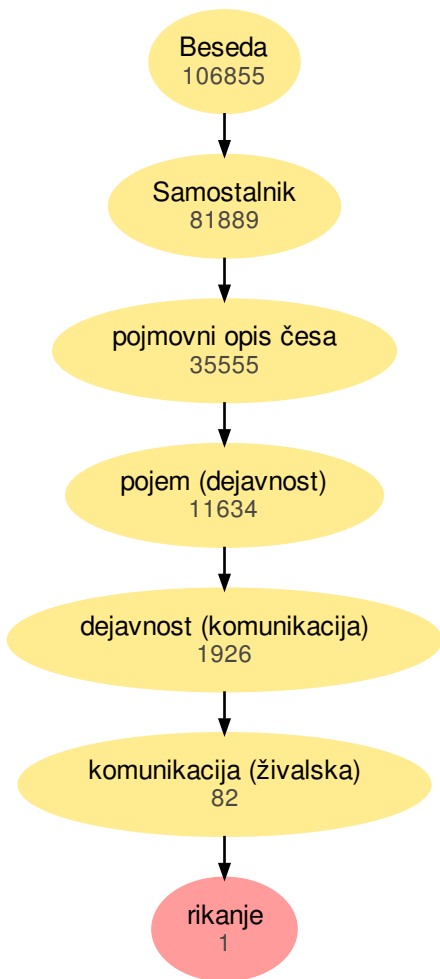 Beseda
106855
Samostalnik
81889
pojmovni opis česa
35555
pojem (dejavnost)
11634
dejavnost (komunikacija)
1926
komunikacija (živalska)
82
rikanje
1